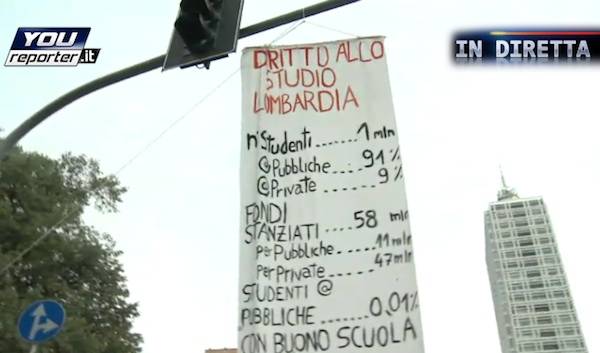 YOU
reporter.it
IN DIRETTA
DRITTO ALLO
STUDIO
LOMBARDIA
n° Studenti........1 mln
@Pubbliche....91%
@Private........9%
FONDI
STANZIATI....58 mln
per Pubbliche.....11 mln
per Private.......47 mln
STUDENTI @
PUBBLICHE.....0,01%
CON BUONO SCUOLA